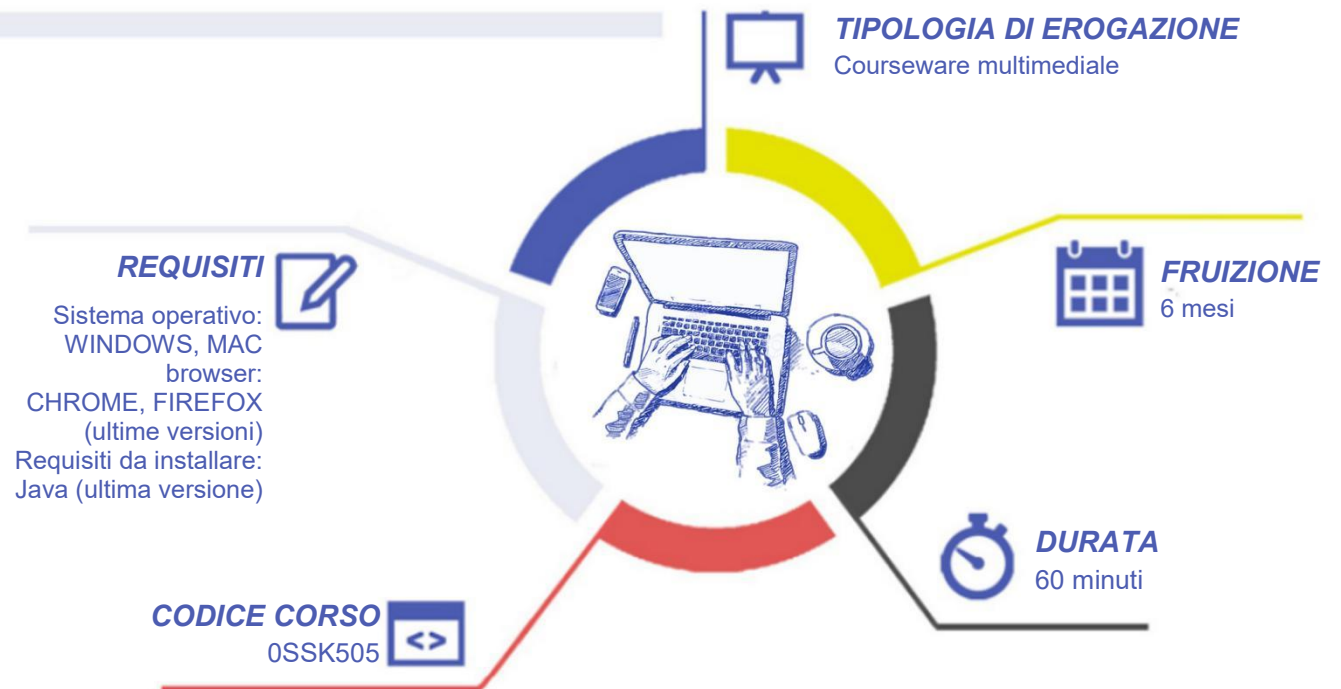 TIPOLOGIA DI EROGAZIONE
Courseware multimediale
REQUISITI
Sistema operativo:
WINDOWS, MAC
browser:
CHROME, FIREFOX
(ultime versioni)
Requisiti da installare:
Java (ultima versione)
FRUIZIONE
6 mesi
DURATA
60 minuti
CODICE CORSO
0SSK505